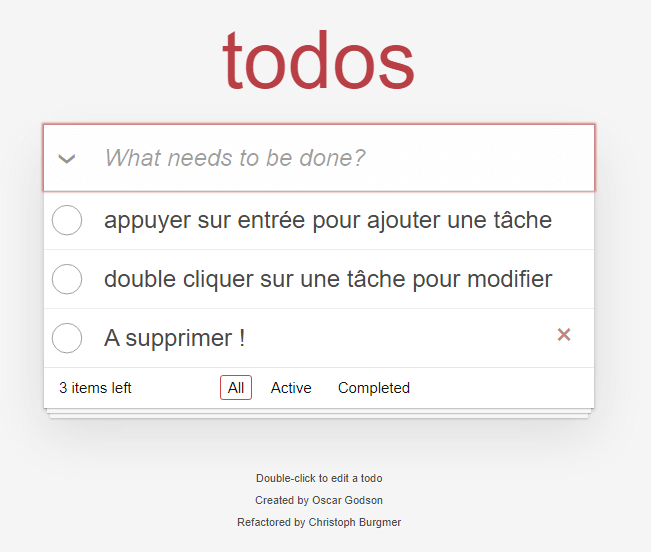 todos
What needs to be done?
appuyer sur entrée pour ajouter une tâche
double cliquer sur une tâche pour modifier
A supprimer !
3 items left All Active Completed
Double-click to edit a todo
Created by Oscar Godson
Refactored by Christoph Burgmer